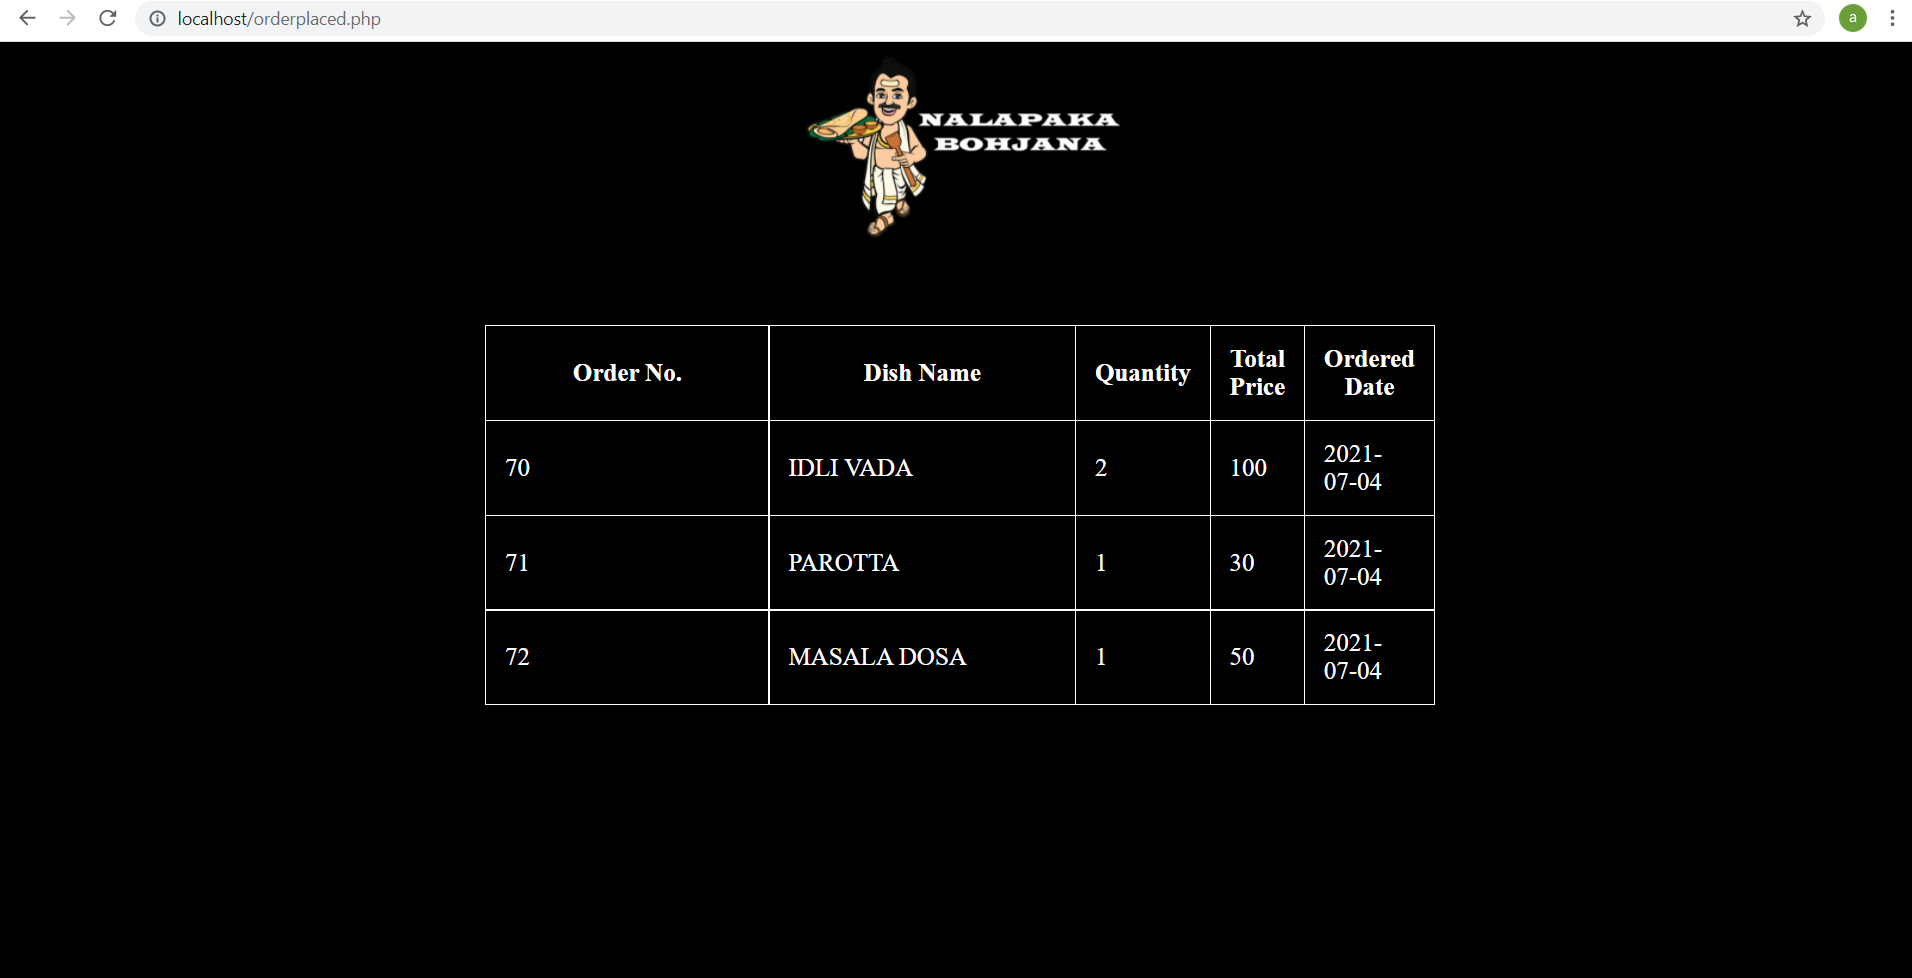 localhost/orderplaced.php
a
NALAPAKA
BOHJANA
Order No. Dish Name Quantity Total Price Ordered Date
70 IDLI VADA 2 100 2021-07-04
71 PAROTTA 1 30 2021-07-04
72 MASALA DOSA 1 50 2021-07-04